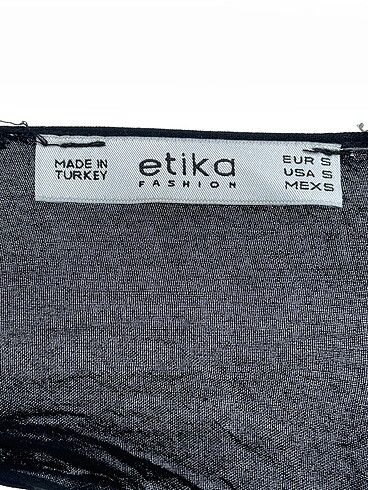 MADE IN
TURKEY
etika
FASHION
EUR S
USA S
MEX S